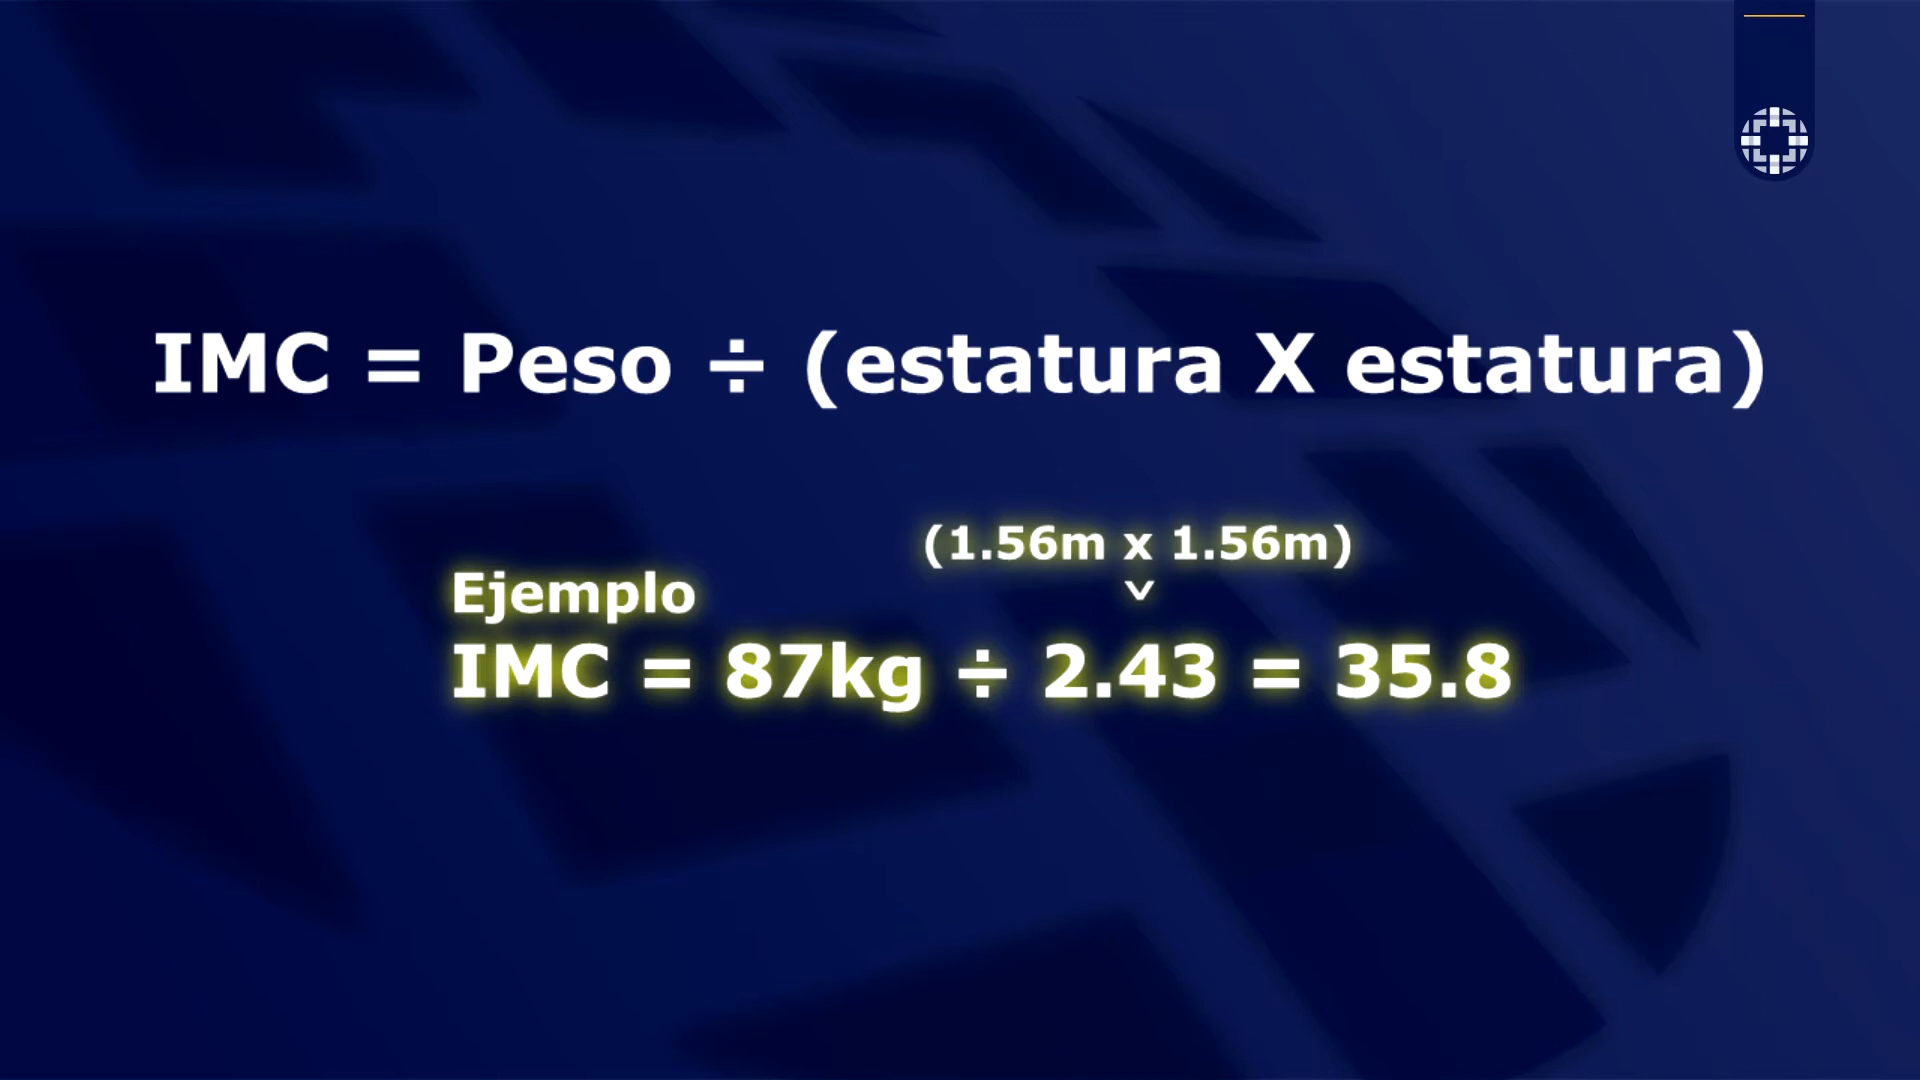 IMC = Peso ÷ (estatura X estatura)
(1.56m x 1.56m)
Ejemplo
IMC = 87kg ÷ 2.43 = 35.8